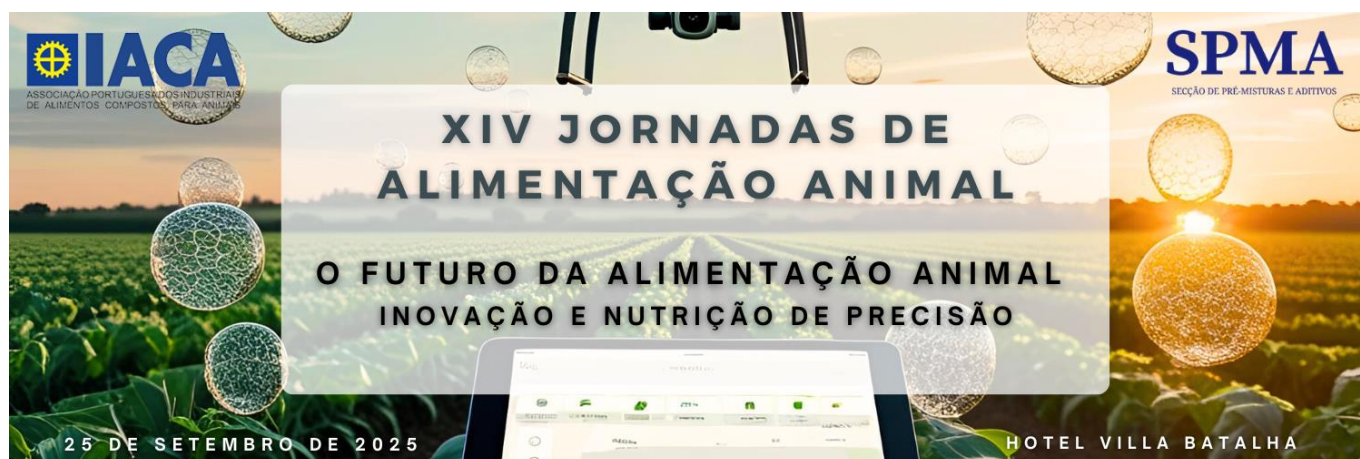 IACA
ASSOCIAÇÃO PORTUGUESA DOS INDUSTRIAIS
DE ALIMENTOS COMPOSTOS PARA ANIMAIS
SPMA
SECÇÃO DE PRÉ-MISTURAS E ADITIVOS
XIV JORNADAS DE
ALIMENTAÇÃO ANIMAL
O FUTURO DA ALIMENTAÇÃO ANIMAL
INOVAÇÃO E NUTRIÇÃO DE PRECISÃO
25 DE SETEMBRO DE 2025
HOTEL VILLA BATALHA